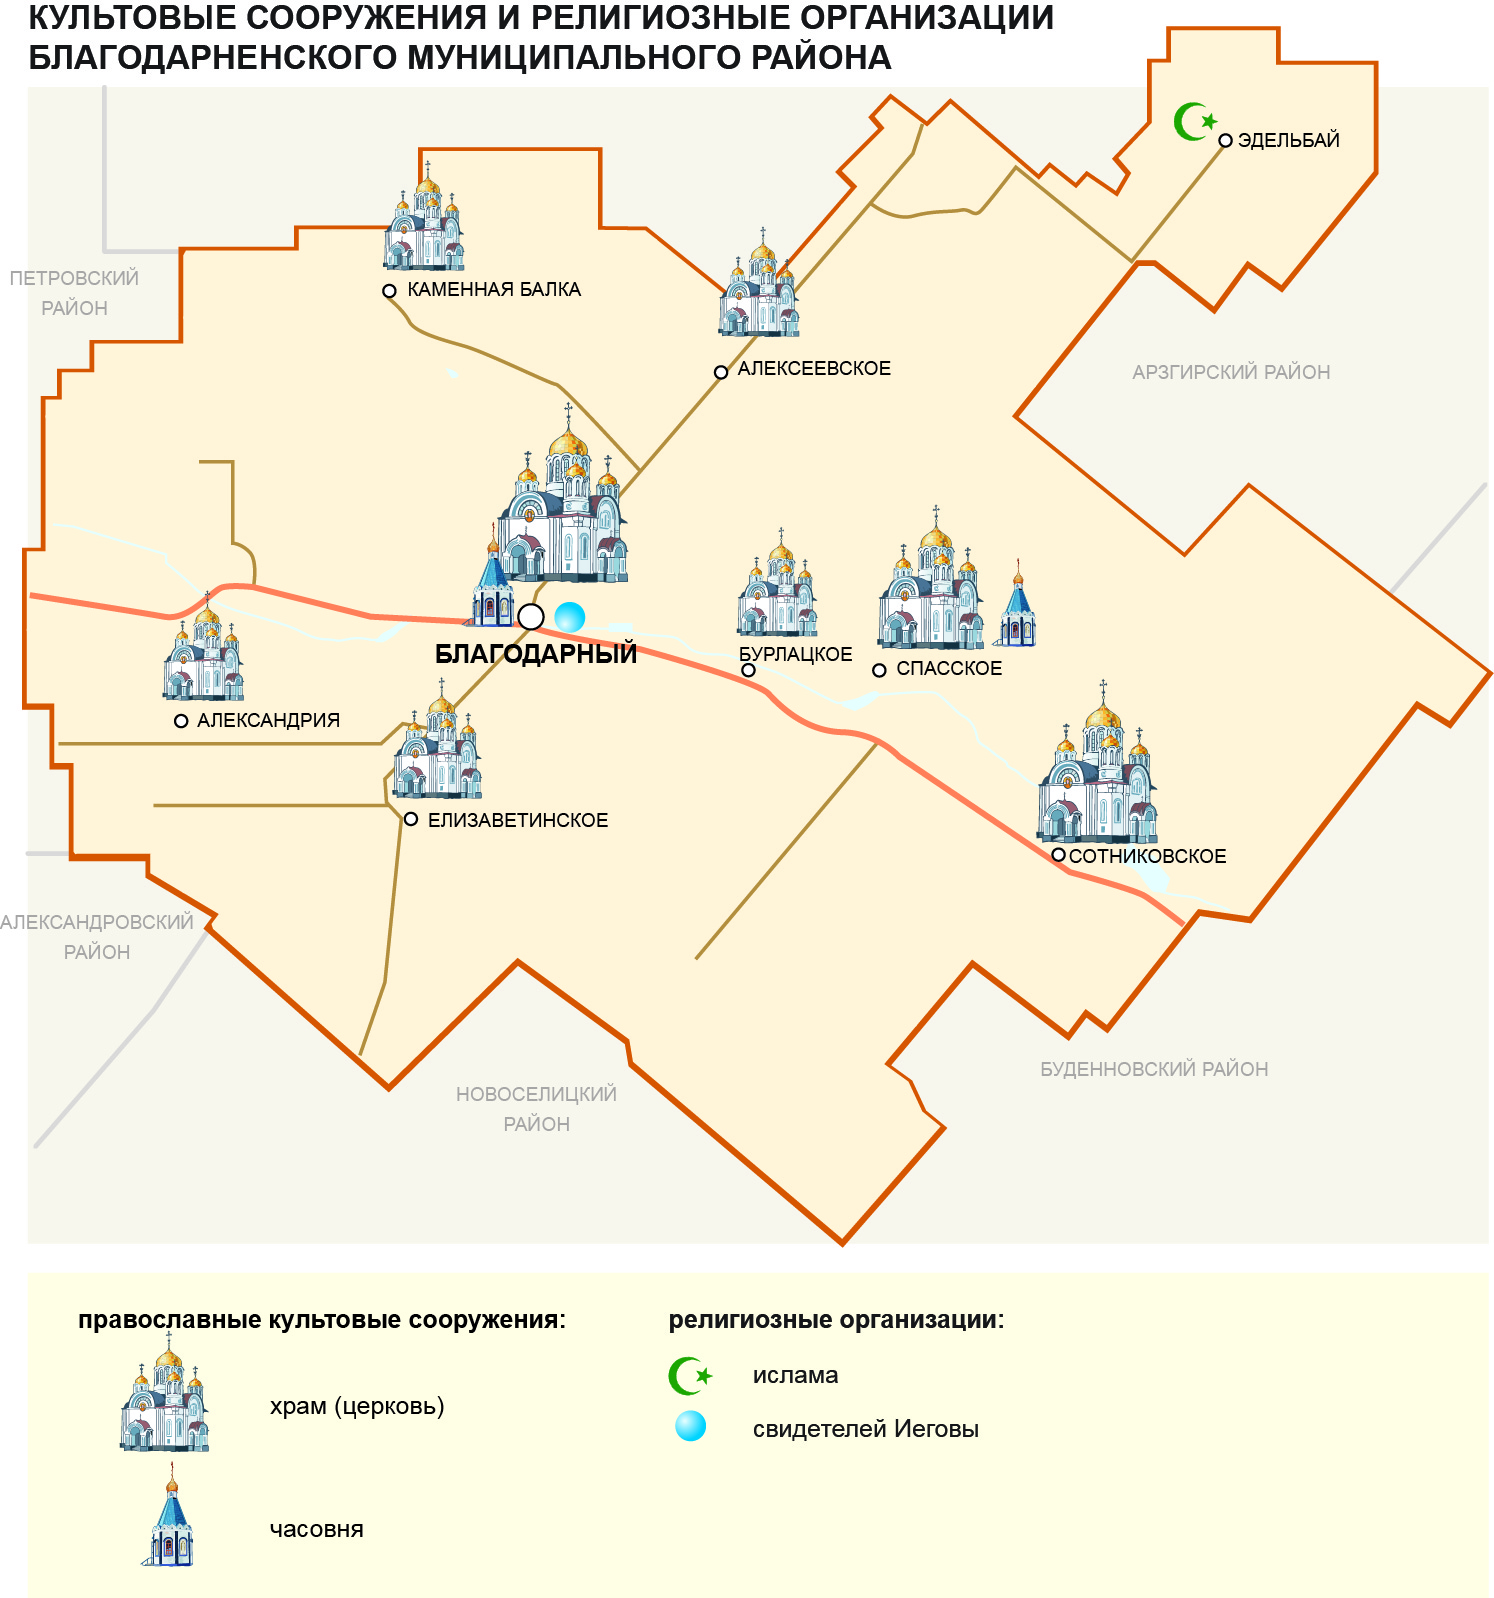 КУЛЬТОВЫЕ СООРУЖЕНИЯ И РЕЛИГИОЗНЫЕ ОРГАНИЗАЦИИ
БЛАГОДАРНЕНСКОГО МУНИЦИПАЛЬНОГО РАЙОНА
ЭДЕЛЬБАЙ
ПЕТРОВСКИЙ
РАЙОН
КАМЕННАЯ БАЛКА
АЛЕКСЕЕВСКОЕ
АРЗГИРСКИЙ РАЙОН
БЛАГОДАРНЫЙ
БУРЛАЦКОЕ
СПАССКОЕ
АЛЕКСАНДРИЯ
ЕЛИЗАВЕТИНСКОЕ
СОТНИКОВСКОЕ
АЛЕКСАНДРОВСКИЙ
РАЙОН
НОВОСЕЛИЦКИЙ
РАЙОН
БУДЕННОВСКИЙ РАЙОН
православные культовые сооружения:
храм (церковь)
часовня
религиозные организации:
ислама
свидетелей Иеговы